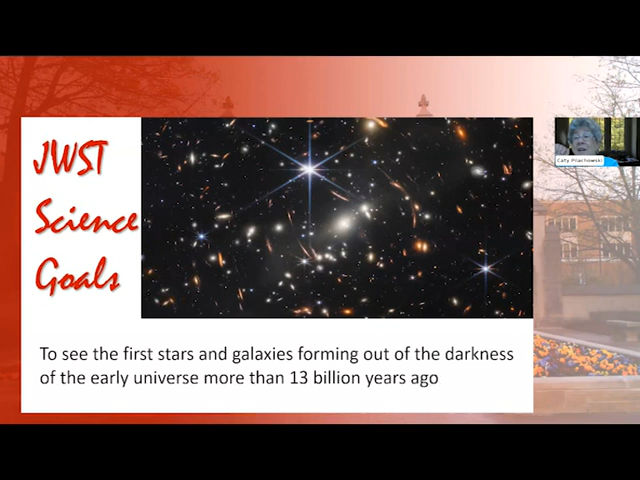 JWST
Science
Goals
Caty Pilachowski
To see the first stars and galaxies forming out of the darkness
of the early universe more than 13 billion years ago